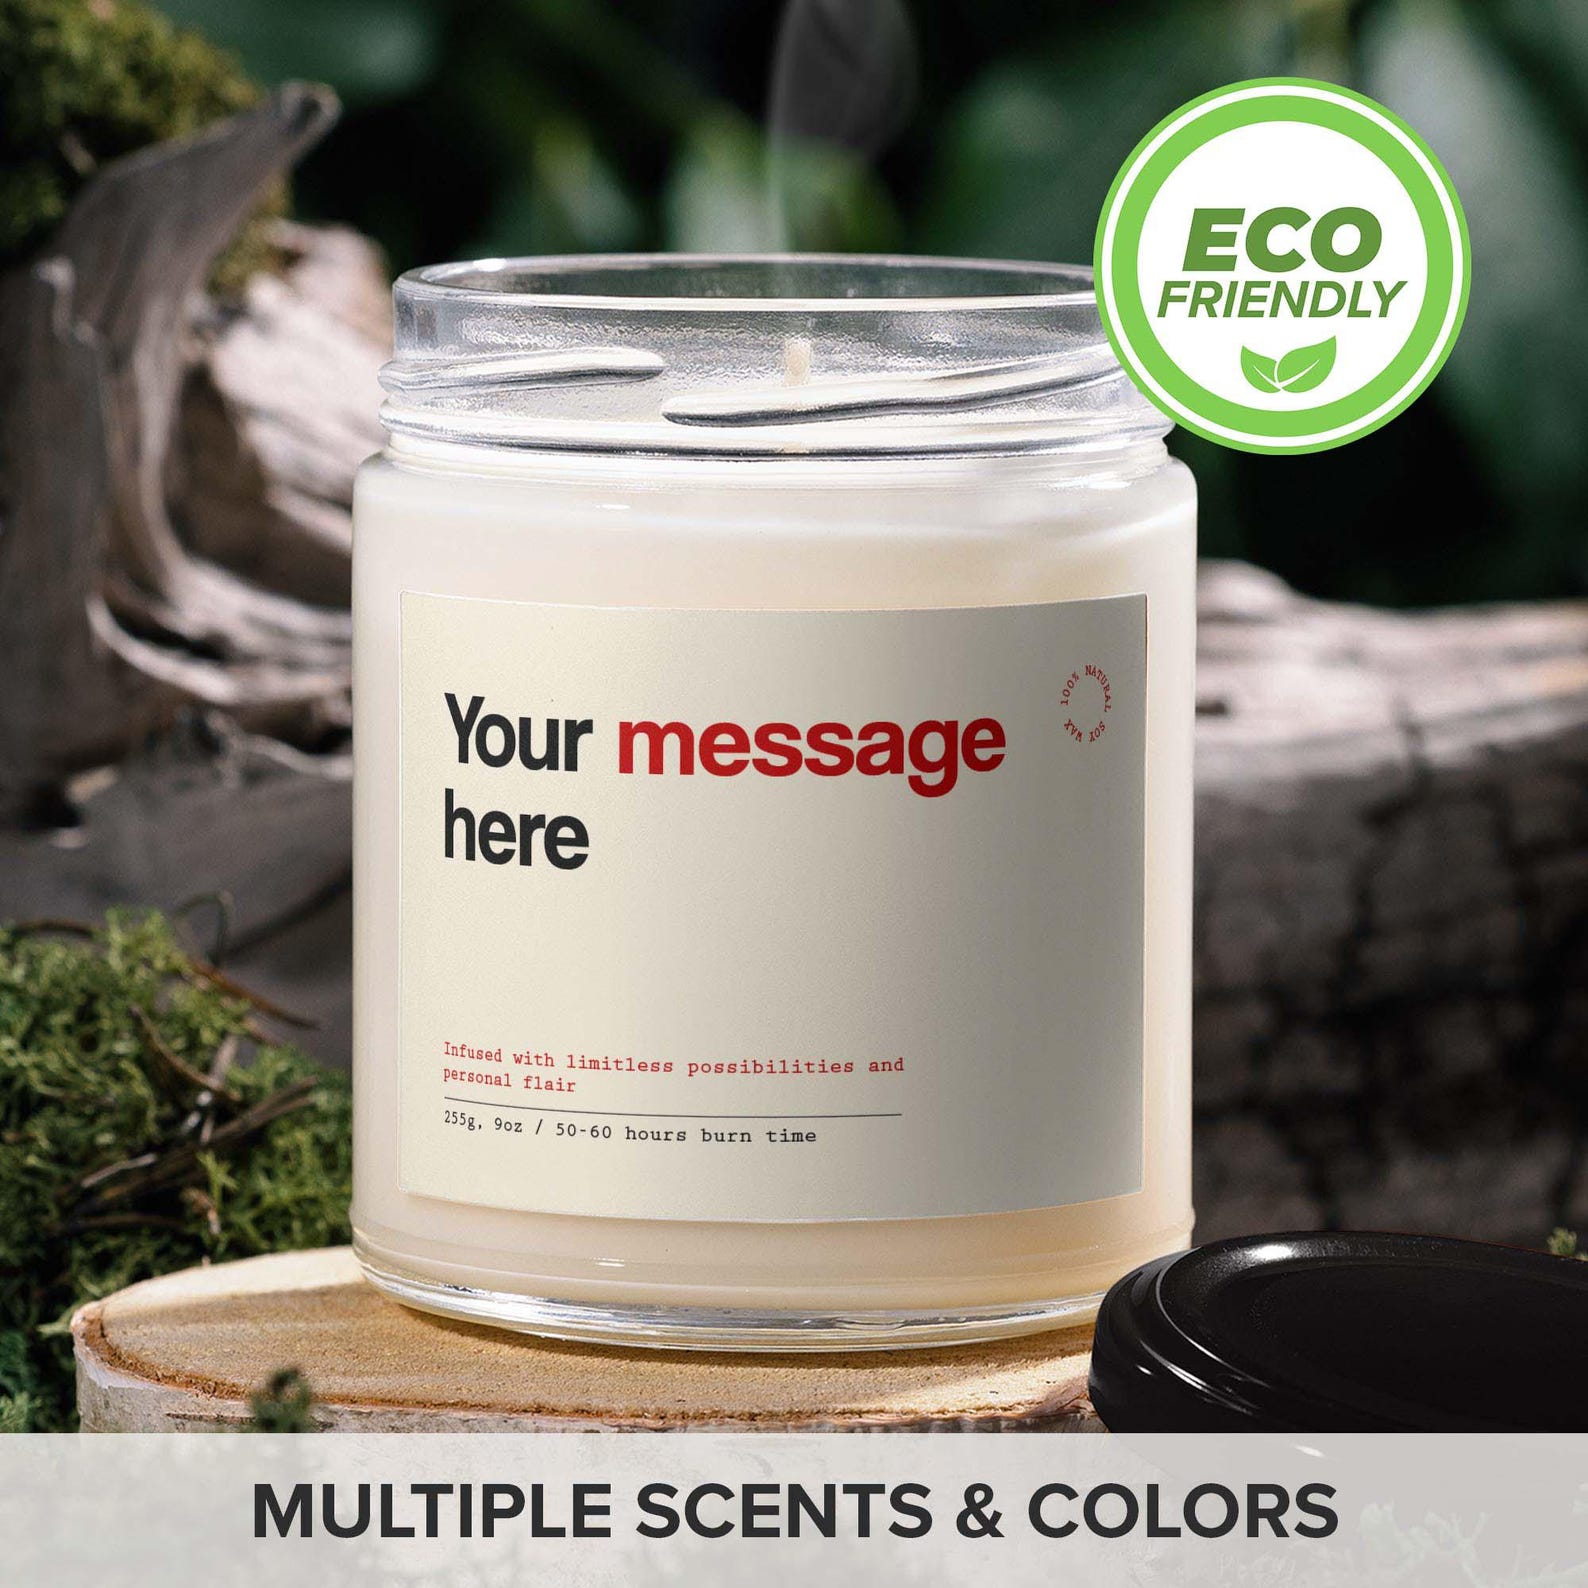 ECO
FRIENDLY
100% NATURAL SOY WAX
Your message
here
Infused with limitless possibilities and
personal flair
255g, 9oz / 50-60 hours burn time
MULTIPLE SCENTS & COLORS